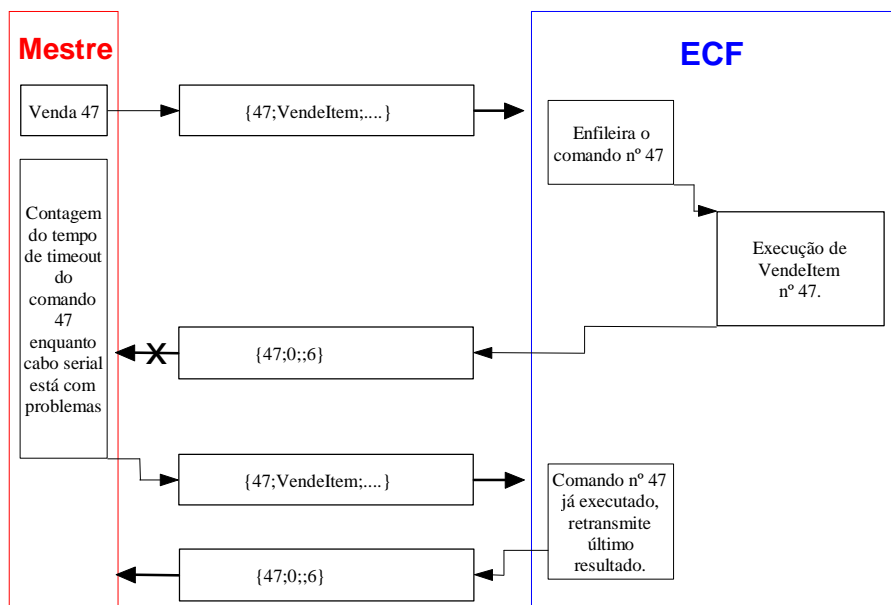 Mestre
ECF
Venda 47
{47;VendeItem;....}
Enfileira o
comando nº 47
Contagem
do tempo
de timeout
do
comando
47
enquanto
cabo serial
está com
problemas
Execução de
VendeItem
nº 47.
X
{47;0;;6}
{47;VendeItem;....}
Comando nº 47
já executado,
retransmite
último
resultado.
{47;0;;6}